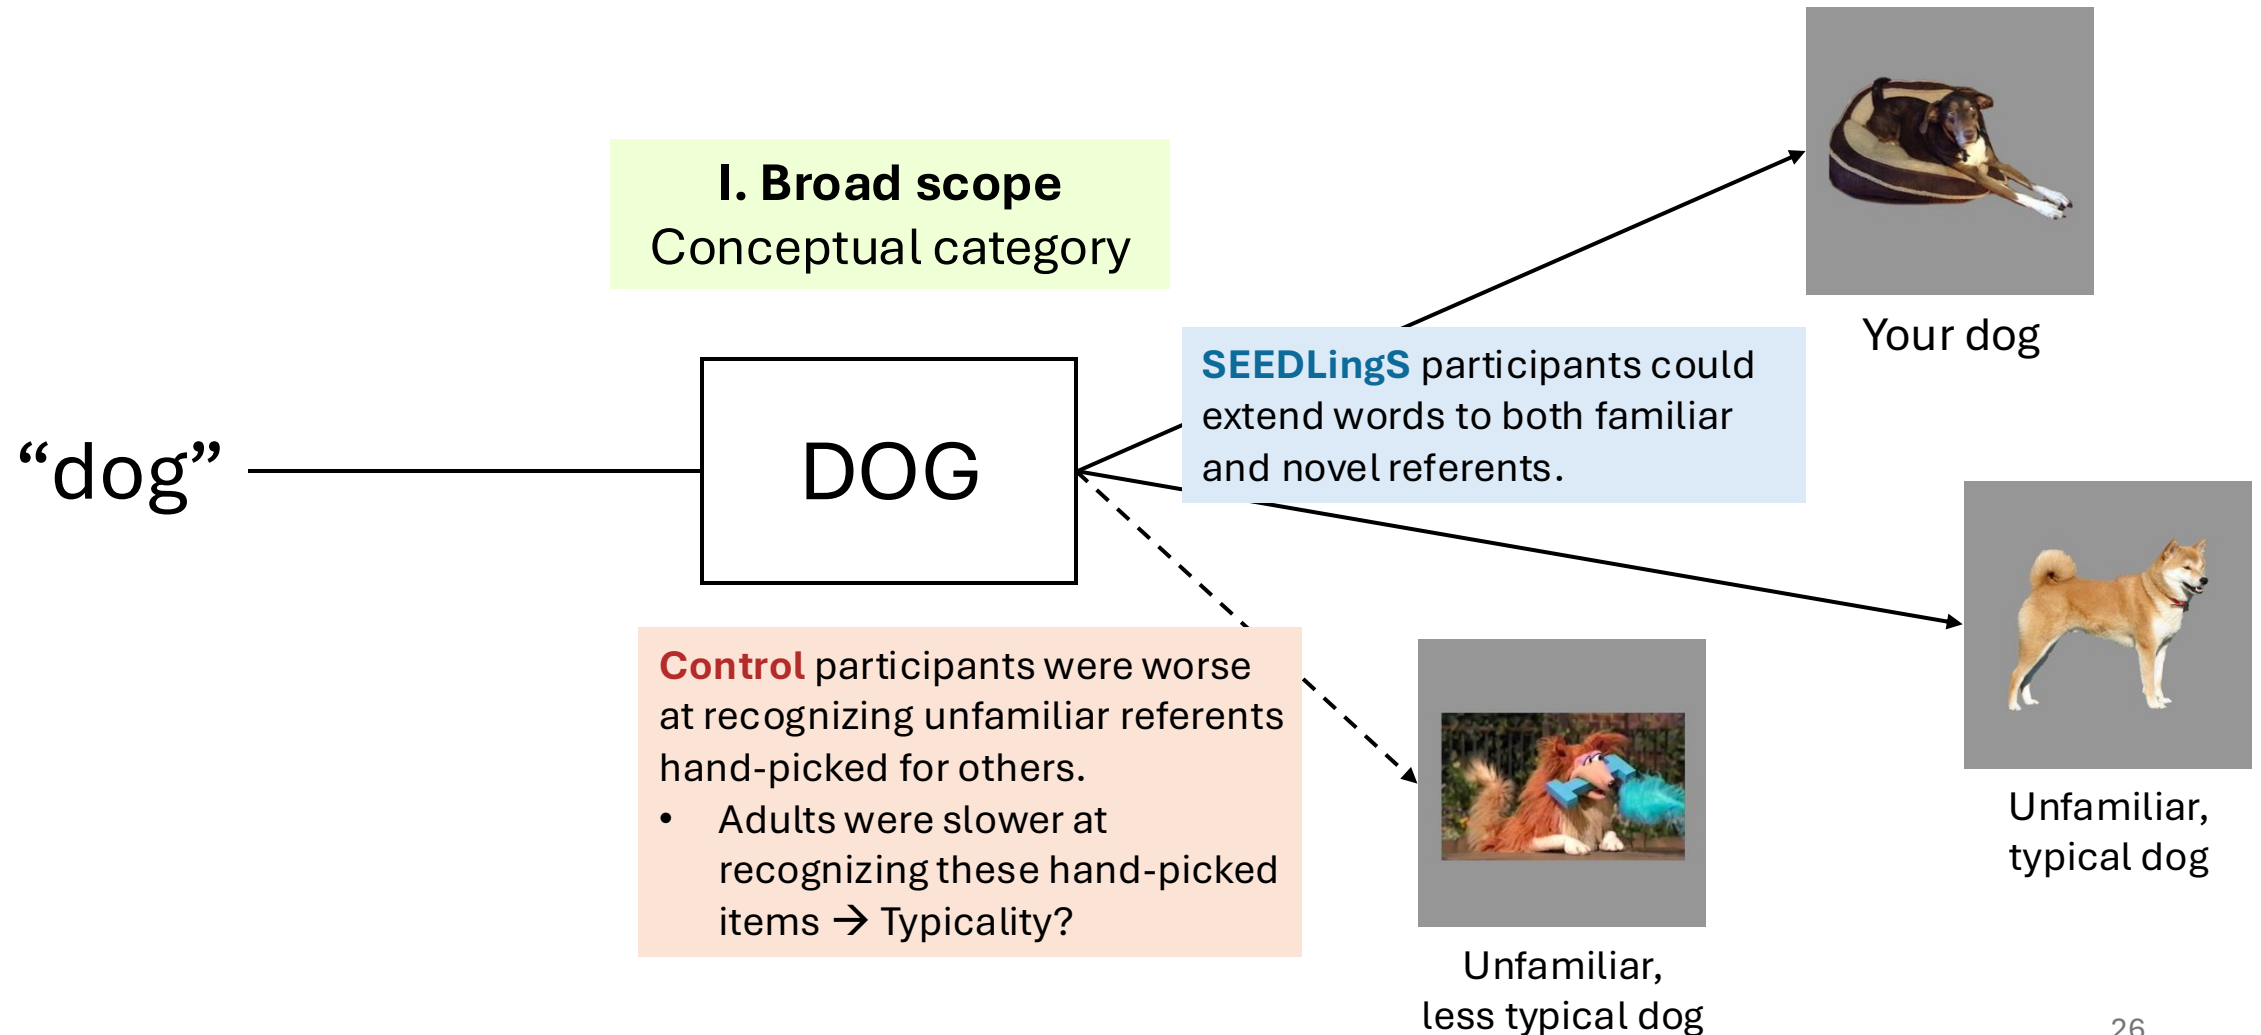 I. Broad scope
Conceptual category
“dog”
DOG
SEEDLingS participants could
extend words to both familiar
and novel referents.
Your dog
Control participants were worse
at recognizing unfamiliar referents
hand-picked for others.
• Adults were slower at
recognizing these hand-picked
items → Typicality?
Unfamiliar,
typical dog
Unfamiliar,
less typical dog
26